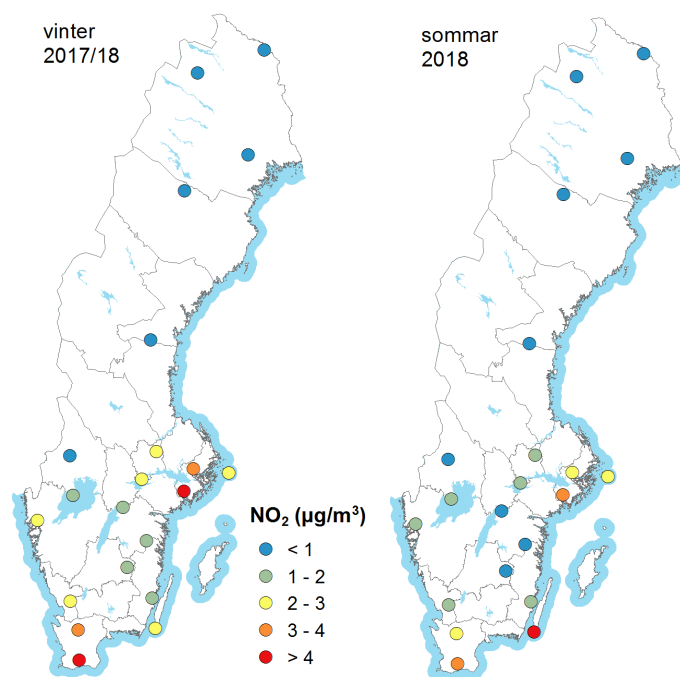 vinter
2017/18
sommar
2018
NO₂ (µg/m³)
< 1
1 - 2
2 - 3
3 - 4
> 4